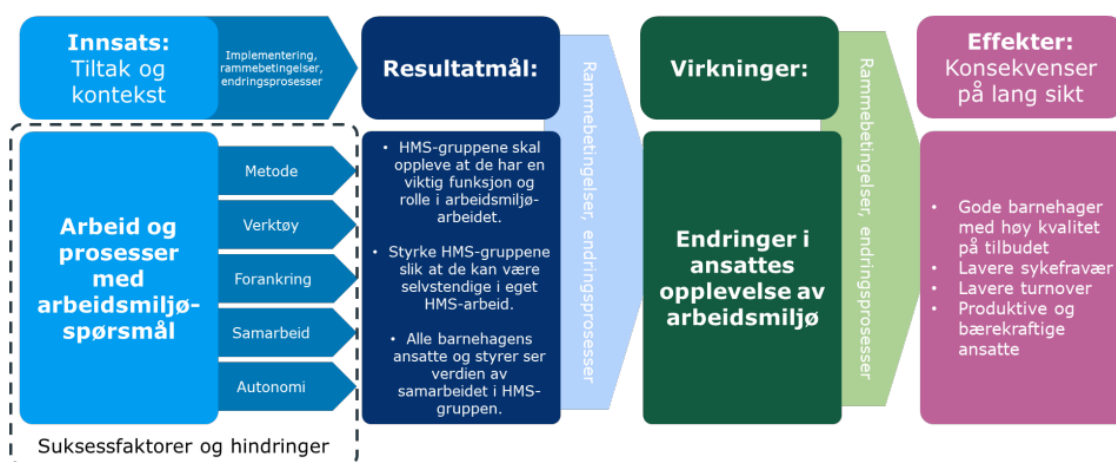 Innsats:
Tiltak og
kontekst
Implementering,
rammebetingelser,
endringsprosesser
Resultatmål:
Rammebetingelser, endringsprosesser
Virkninger:
Rammebetingelser, endringsprosesser
Effekter:
Konsekvenser
på lang sikt
Arbeid og
prosesser
med
arbeidsmiljø-
spørsmål
Metode
Verktøy
Forankring
Samarbeid
Autonomi
Suksessfaktorer og hindringer
• HMS-gruppene skal
oppleve at de har en
viktig funksjon og
rolle i arbeidsmiljø-
arbeidet.
• Styrke HMS-gruppene
slik at de kan være
selvstendige i eget
HMS-arbeid.
• Alle barnehagens
ansatte og styrer ser
verdien av
samarbeidet i HMS-
gruppen.
Endringer i
ansattes
opplevelse av
arbeidsmiljø
• Gode barnehager
med høy kvalitet
på tilbudet
• Lavere sykefravær
• Lavere turnover
• Produktive og
bærekraftige
ansatte